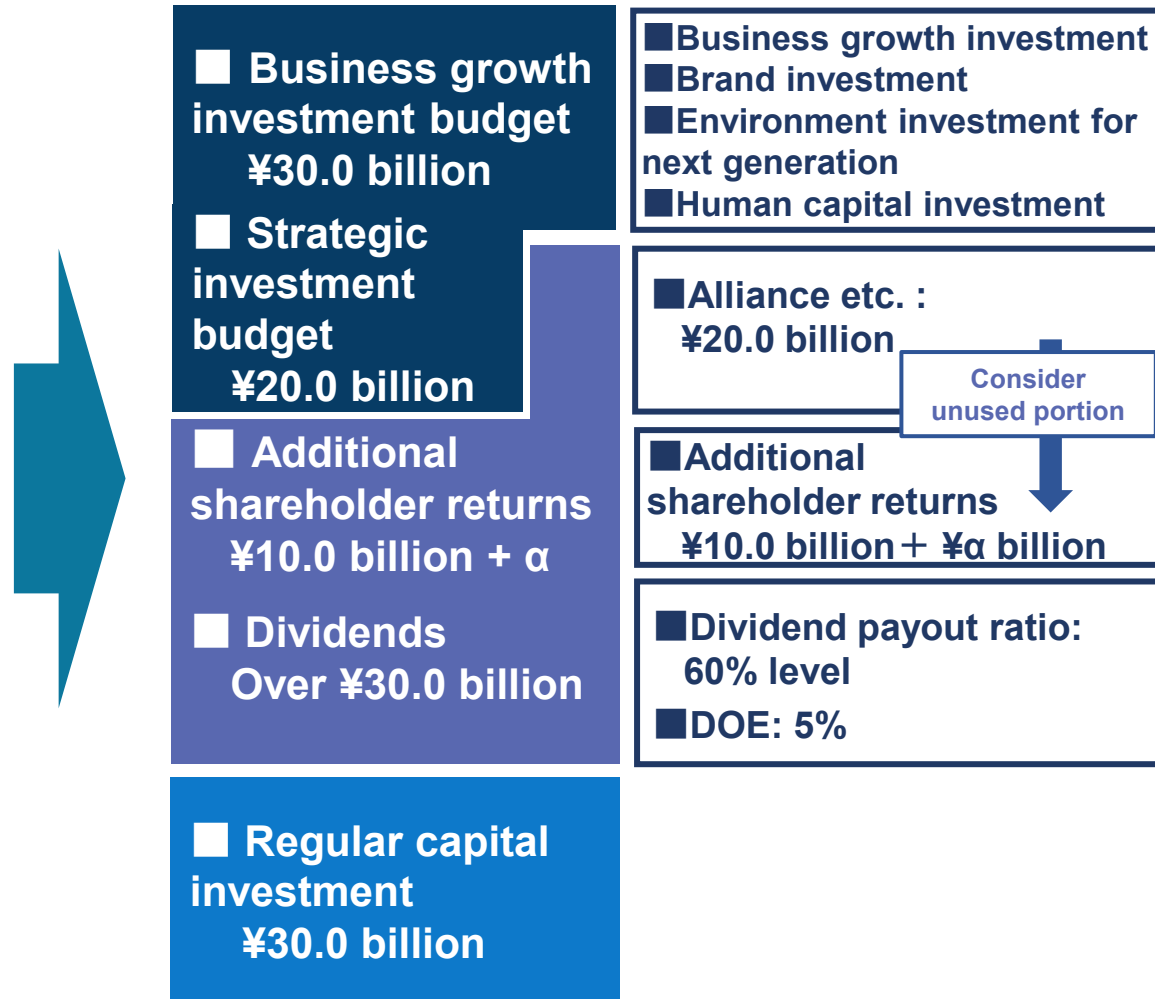 ■ Business growth
investment budget
¥30.0 billion
■ Strategic
investment
budget
¥20.0 billion
■ Additional
shareholder returns
¥10.0 billion + α
■ Dividends
Over ¥30.0 billion
■ Regular capital
investment
¥30.0 billion
■Business growth investment
■Brand investment
■Environment investment for
next generation
■Human capital investment
■Alliance etc. :
¥20.0 billion
Consider
unused portion
■Additional
shareholder returns
¥10.0 billion＋ ¥α billion
■Dividend payout ratio:
60% level
■DOE: 5%